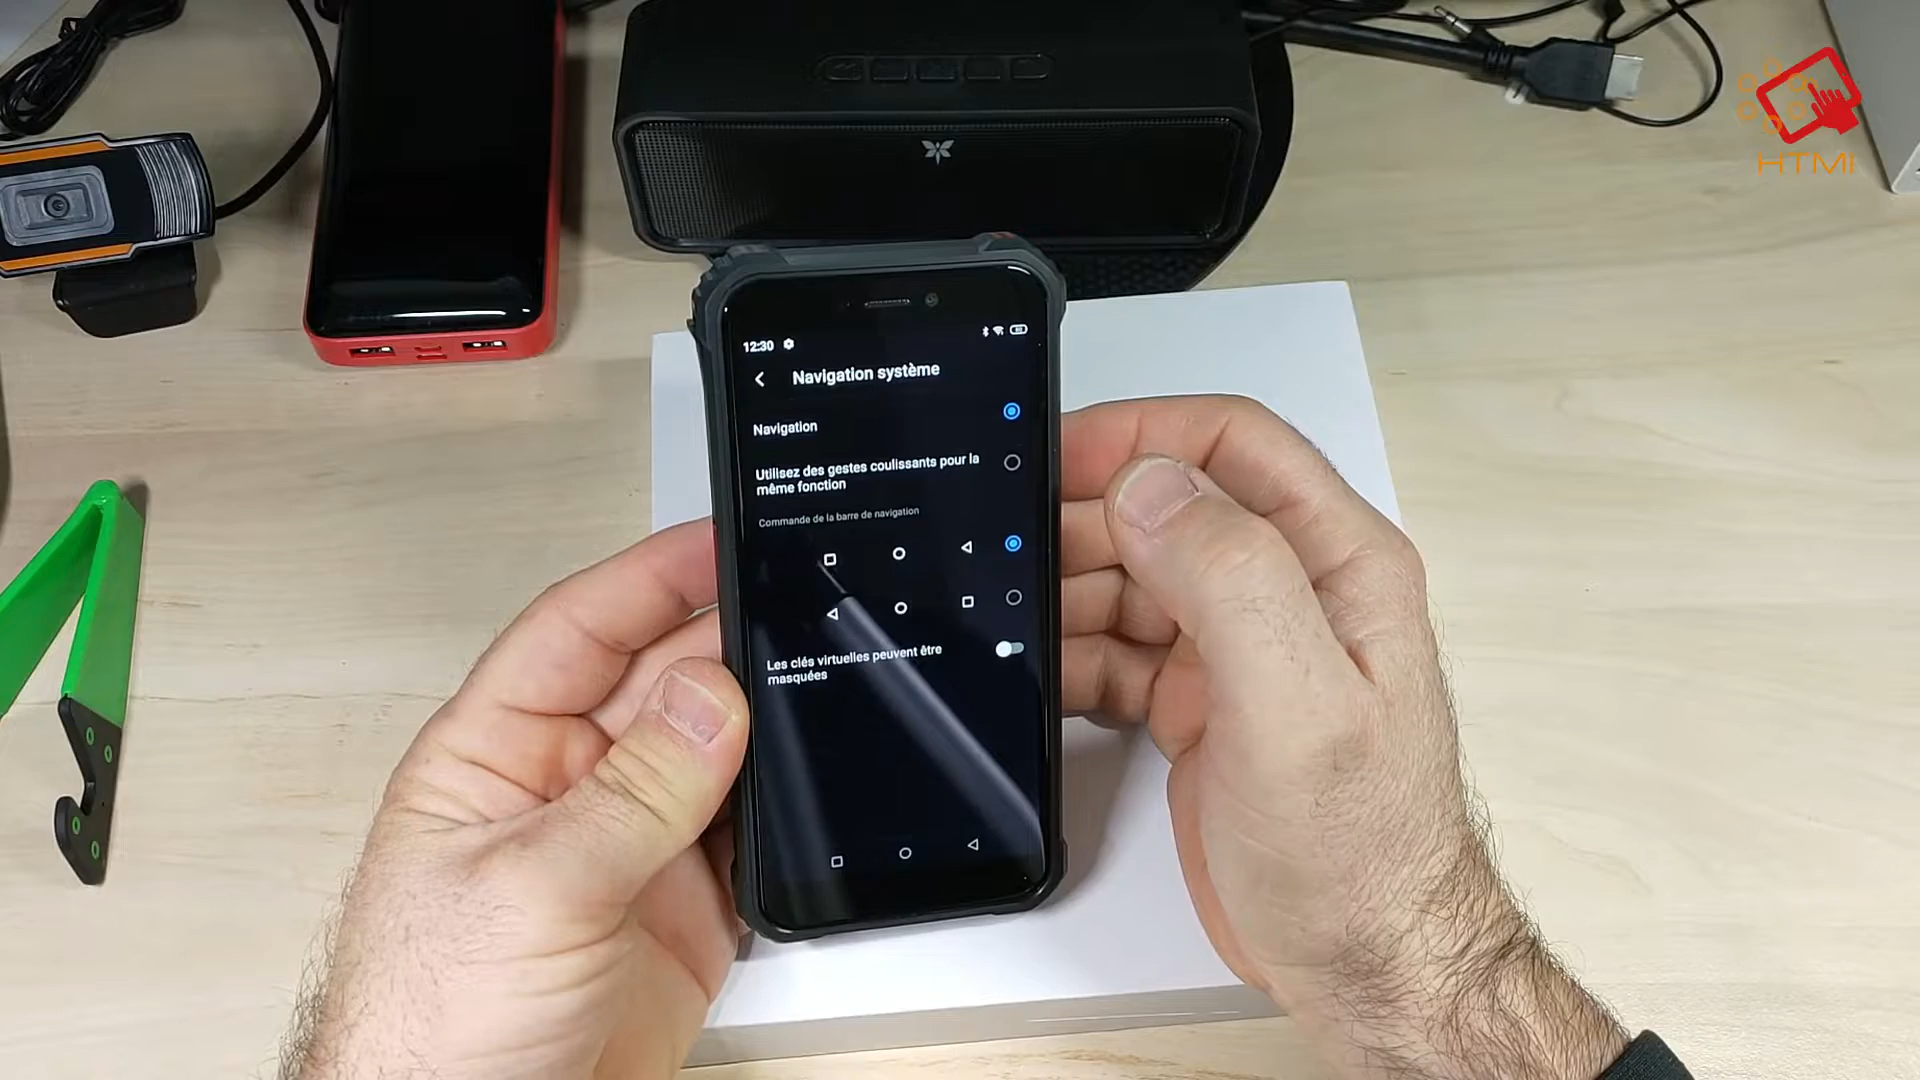 HTMI
12:30
Navigation système
Navigation
Utilisez des gestes coulissants pour la
même fonction
Commande de la barre de navigation
Les clés virtuelles peuvent être
masquées